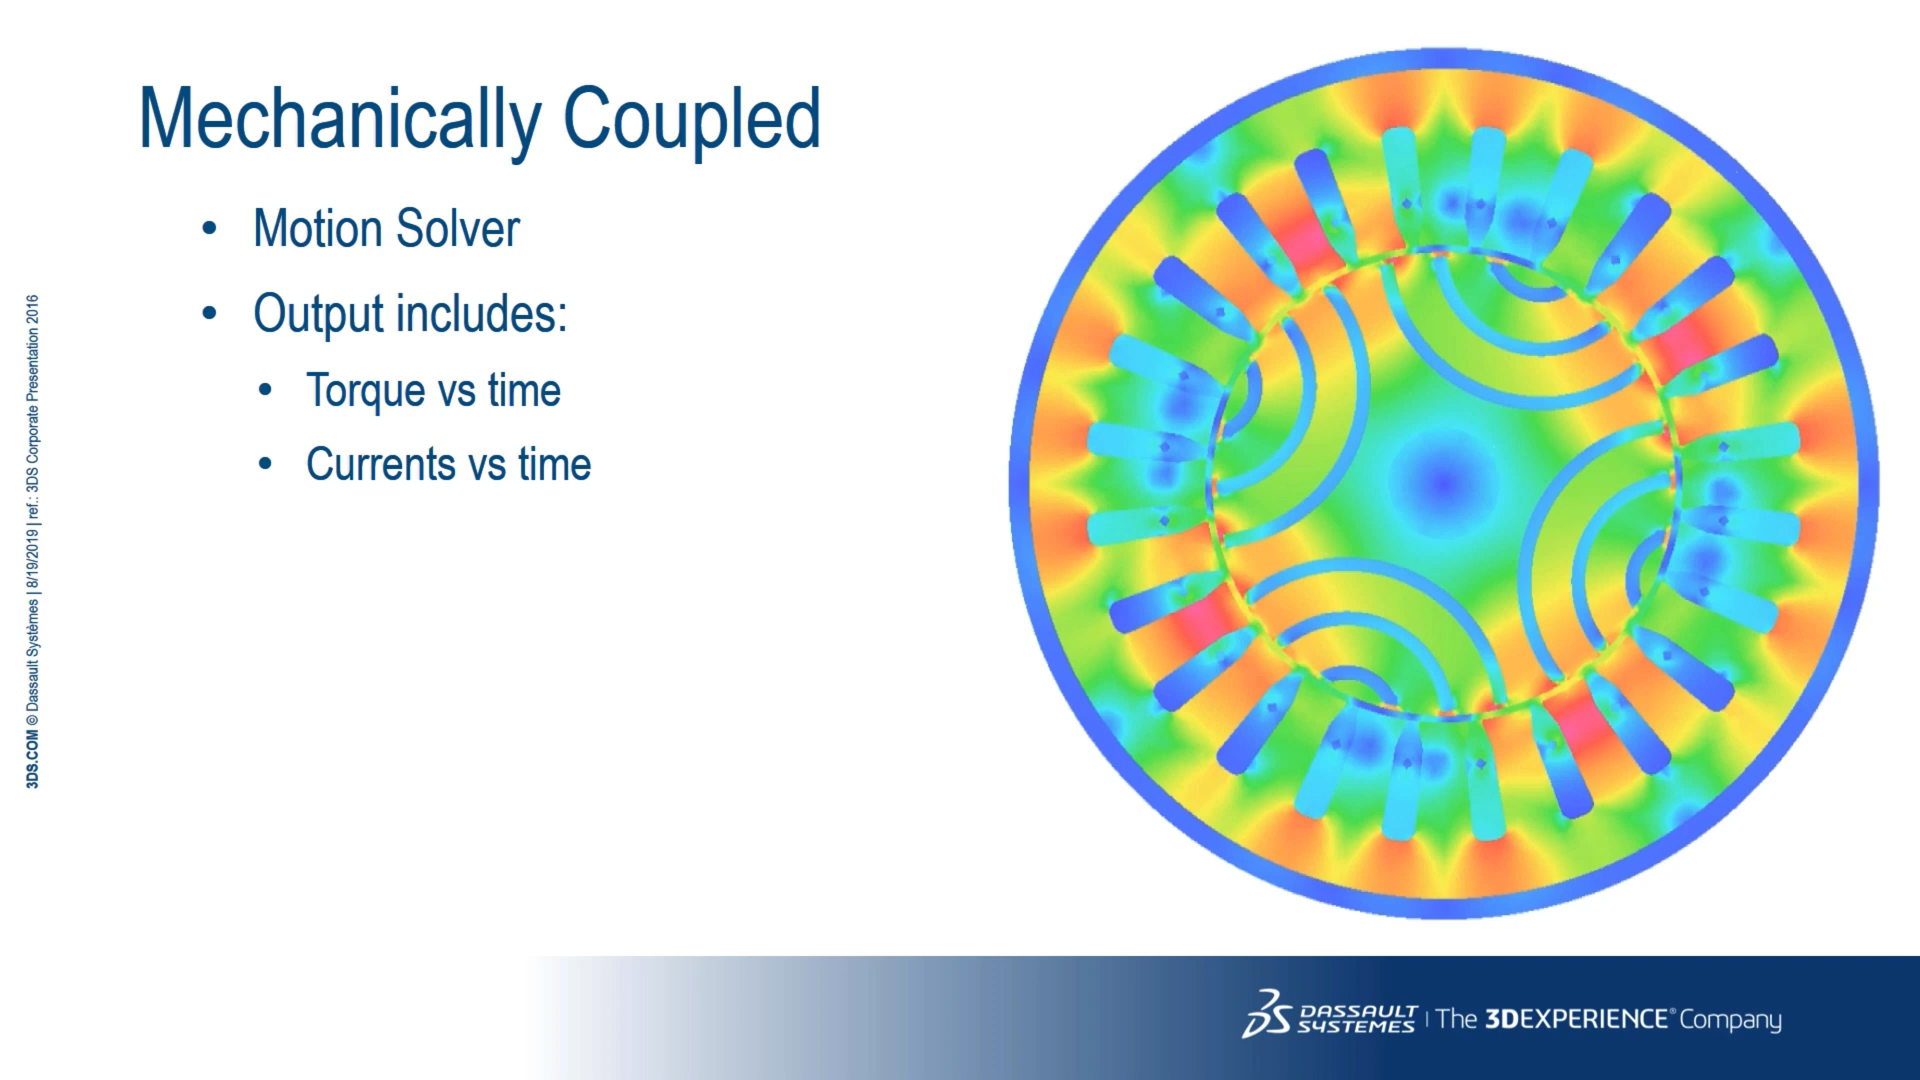 Mechanically Coupled
• Motion Solver
• Output includes:
• Torque vs time
• Currents vs time
3DS.COM © Dassault Systèmes | 8/19/2019 | ref.: 3DS Corporate Presentation 2016
DASSAULT
SYSTEMES
| The 3DEXPERIENCE® Company